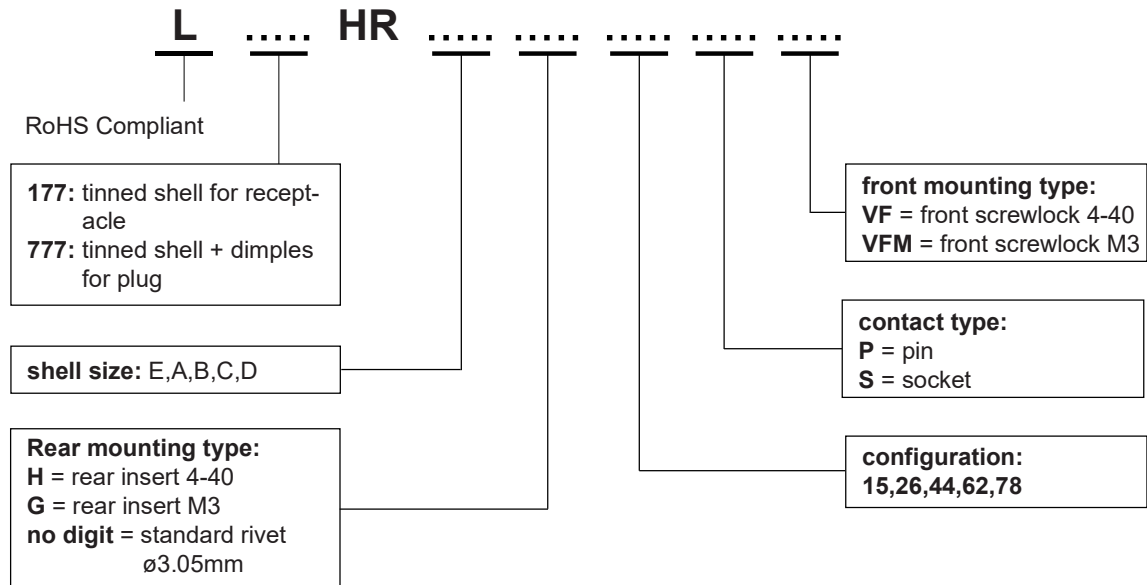 L ..... HR ..... ..... ..... ..... .....
RoHS Compliant
177: tinned shell for recept-
acle
777: tinned shell + dimples
for plug
shell size: E,A,B,C,D
Rear mounting type:
H = rear insert 4-40
G = rear insert M3
no digit = standard rivet
ø3.05mm
front mounting type:
VF = front screwlock 4-40
VFM = front screwlock M3
contact type:
P = pin
S = socket
configuration:
15,26,44,62,78